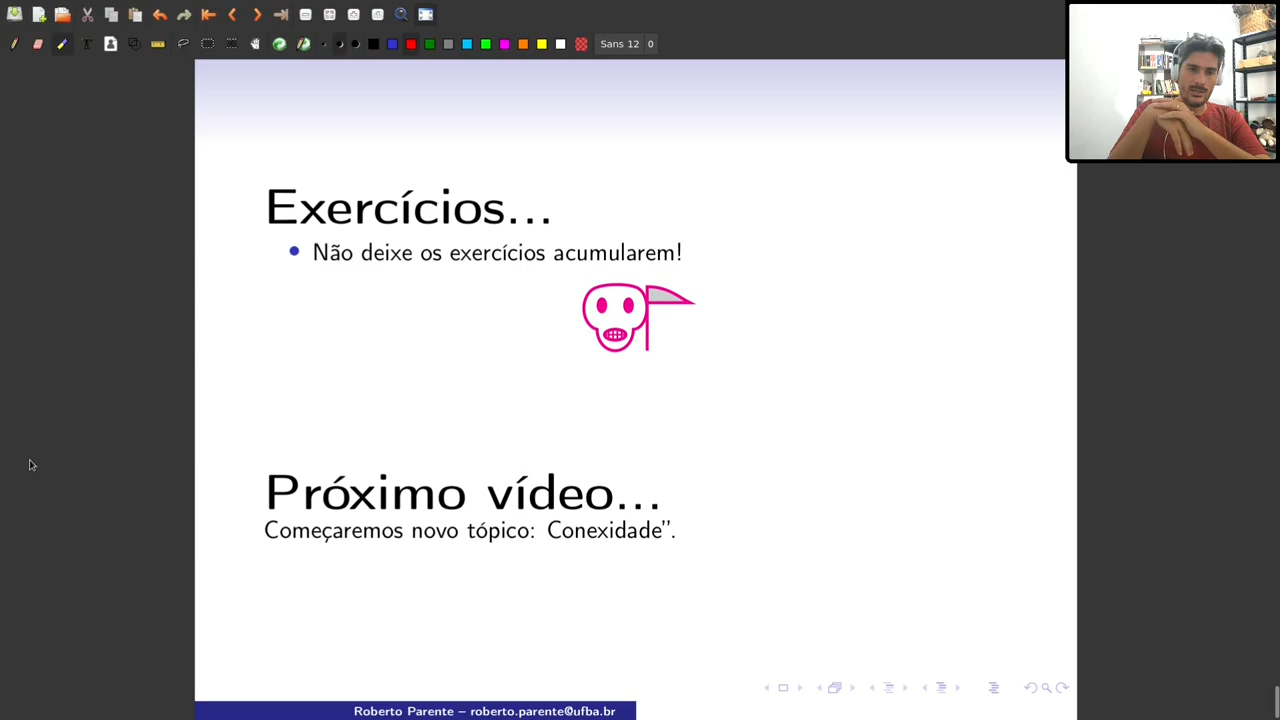 Sans 12 0
Exercícios...
Não deixe os exercícios acumularem!
Próximo vídeo...
Começaremos novo tópico: Conexidade”.
Roberto Parente – roberto.parente@ufba.br